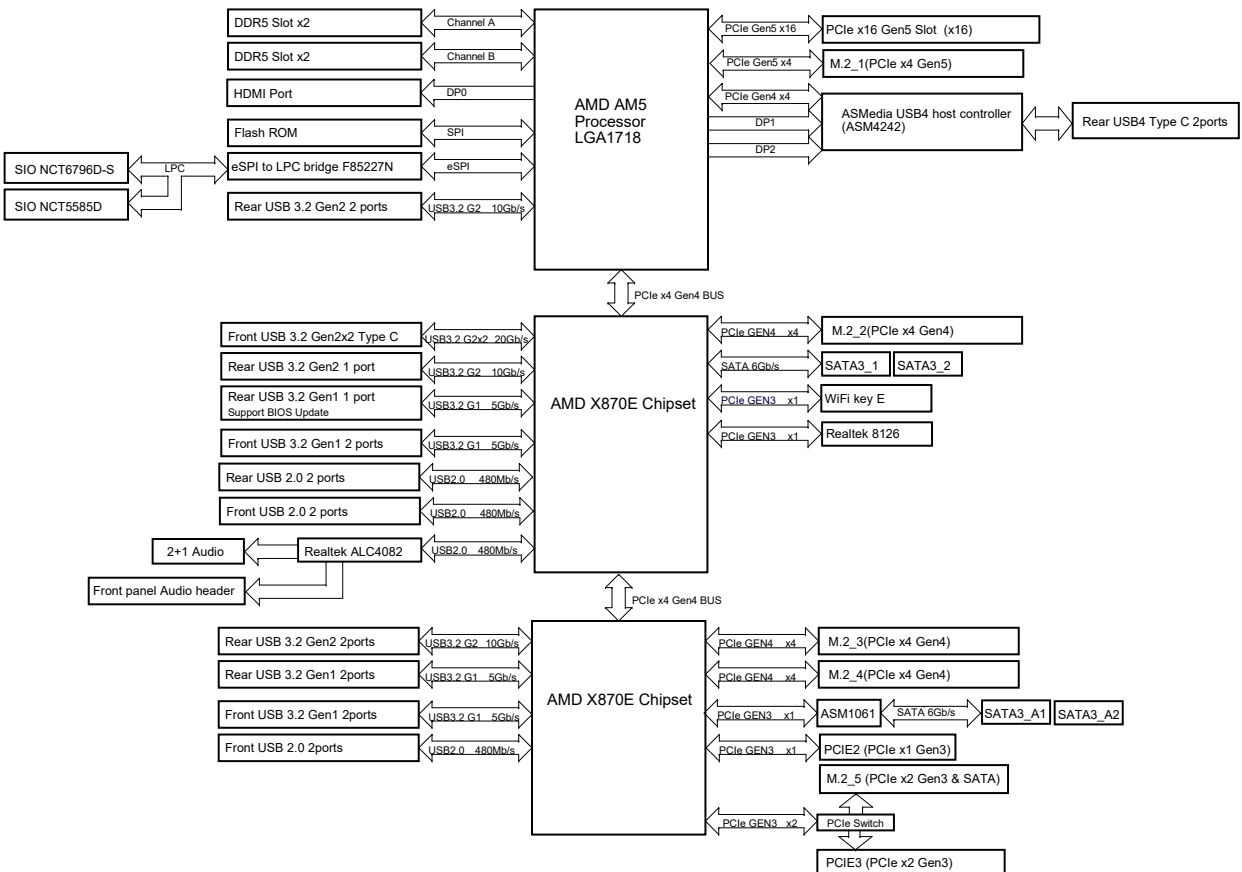 DDR5 Slot x2
Channel A
DDR5 Slot x2
Channel B
HDMI Port
DP0
Flash ROM
SPI
SIO NCT6796D-S
LPC
eSPI to LPC bridge F85227N
eSPI
SIO NCT5585D
Rear USB 3.2 Gen2 2 ports
USB3.2 G2 10Gb/s
AMD AM5
Processor
LGA1718
PCIe Gen5 x16
PCIe x16 Gen5 Slot (x16)
PCIe Gen5 x4
M.2_1(PCIe x4 Gen5)
PCIe Gen4 x4
DP1
DP2
ASMedia USB4 host controller
(ASM4242)
Rear USB4 Type C 2ports
PCIe x4 Gen4 BUS
Front USB 3.2 Gen2x2 Type C
USB3.2 G2x2 20Gb/s
Rear USB 3.2 Gen2 1 port
USB3.2 G2 10Gb/s
Rear USB 3.2 Gen1 1 port
Support BIOS Update
USB3.2 G1 5Gb/s
Front USB 3.2 Gen1 2 ports
USB3.2 G1 5Gb/s
Rear USB 2.0 2 ports
USB2.0 480Mb/s
Front USB 2.0 2 ports
USB2.0 480Mb/s
2+1 Audio
Realtek ALC4082
USB2.0 480Mb/s
Front panel Audio header
AMD X870E Chipset
PCIe GEN4 x4
M.2_2(PCIe x4 Gen4)
SATA 6Gb/s
SATA3_1
SATA3_2
PCIe GEN3 x1
WiFi key E
PCIe GEN3 x1
Realtek 8126
PCIe x4 Gen4 BUS
Rear USB 3.2 Gen2 2ports
USB3.2 G2 10Gb/s
Rear USB 3.2 Gen1 2ports
USB3.2 G1 5Gb/s
Front USB 3.2 Gen1 2ports
USB3.2 G1 5Gb/s
Front USB 2.0 2ports
USB2.0 480Mb/s
AMD X870E Chipset
PCIe GEN4 x4
M.2_3(PCIe x4 Gen4)
PCIe GEN4 x4
M.2_4(PCIe x4 Gen4)
PCIe GEN3 x1
ASM1061
SATA 6Gb/s
SATA3_A1
SATA3_A2
PCIe GEN3 x1
PCIE2 (PCIe x1 Gen3)
M.2_5 (PCIe x2 Gen3 & SATA)
PCIe GEN3 x2
PCIe Switch
PCIE3 (PCIe x2 Gen3)